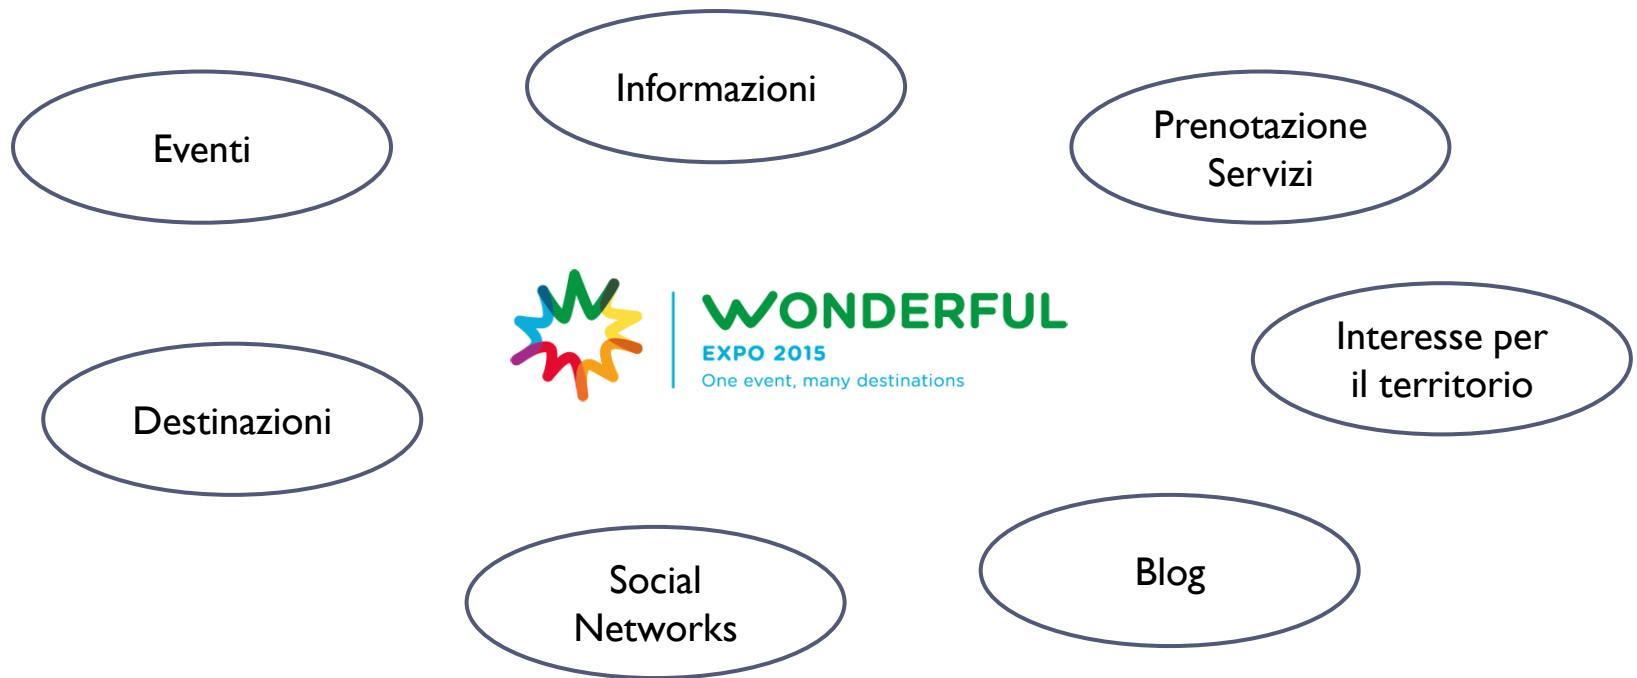 Informazioni
Eventi
Prenotazione
Servizi
WONDERFUL
EXPO 2015
One event, many destinations
Interesse per
il territorio
Destinazioni
Blog
Social
Networks